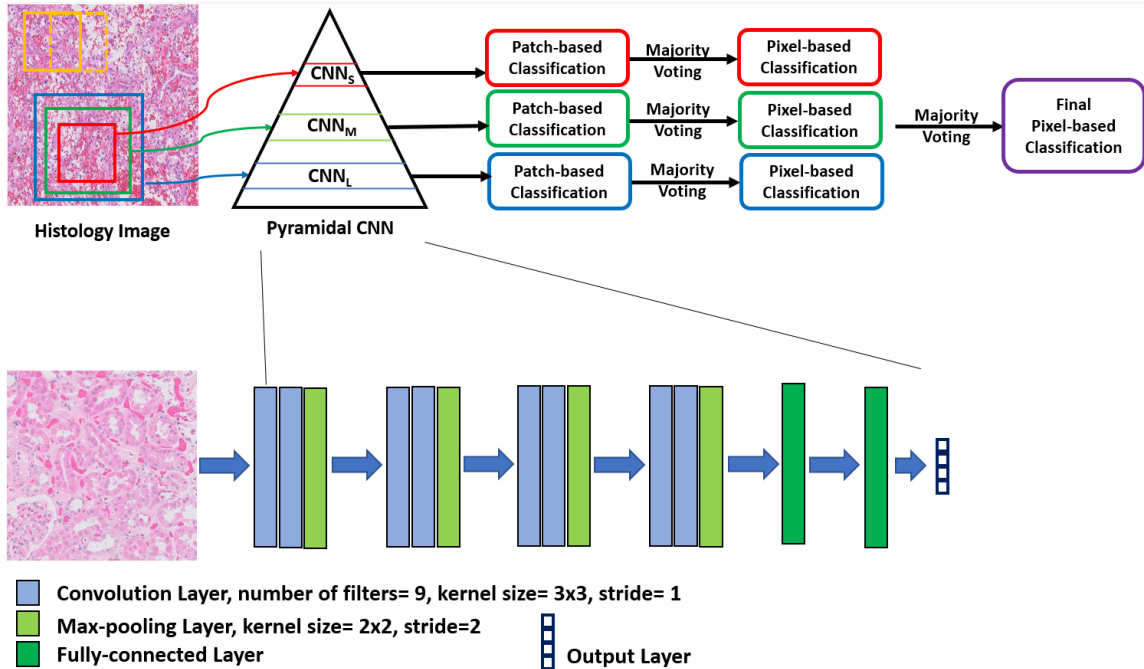 Histology Image
CNNS
CNNM
CNNL
Pyramidal CNN
Patch-based
Classification
Majority
Voting
Pixel-based
Classification
Patch-based
Classification
Majority
Voting
Pixel-based
Classification
Patch-based
Classification
Majority
Voting
Pixel-based
Classification
Majority
Voting
Final
Pixel-based
Classification
Convolution Layer, number of filters= 9, kernel size= 3x3, stride= 1
Max-pooling Layer, kernel size= 2x2, stride=2
Fully-connected Layer
Output Layer